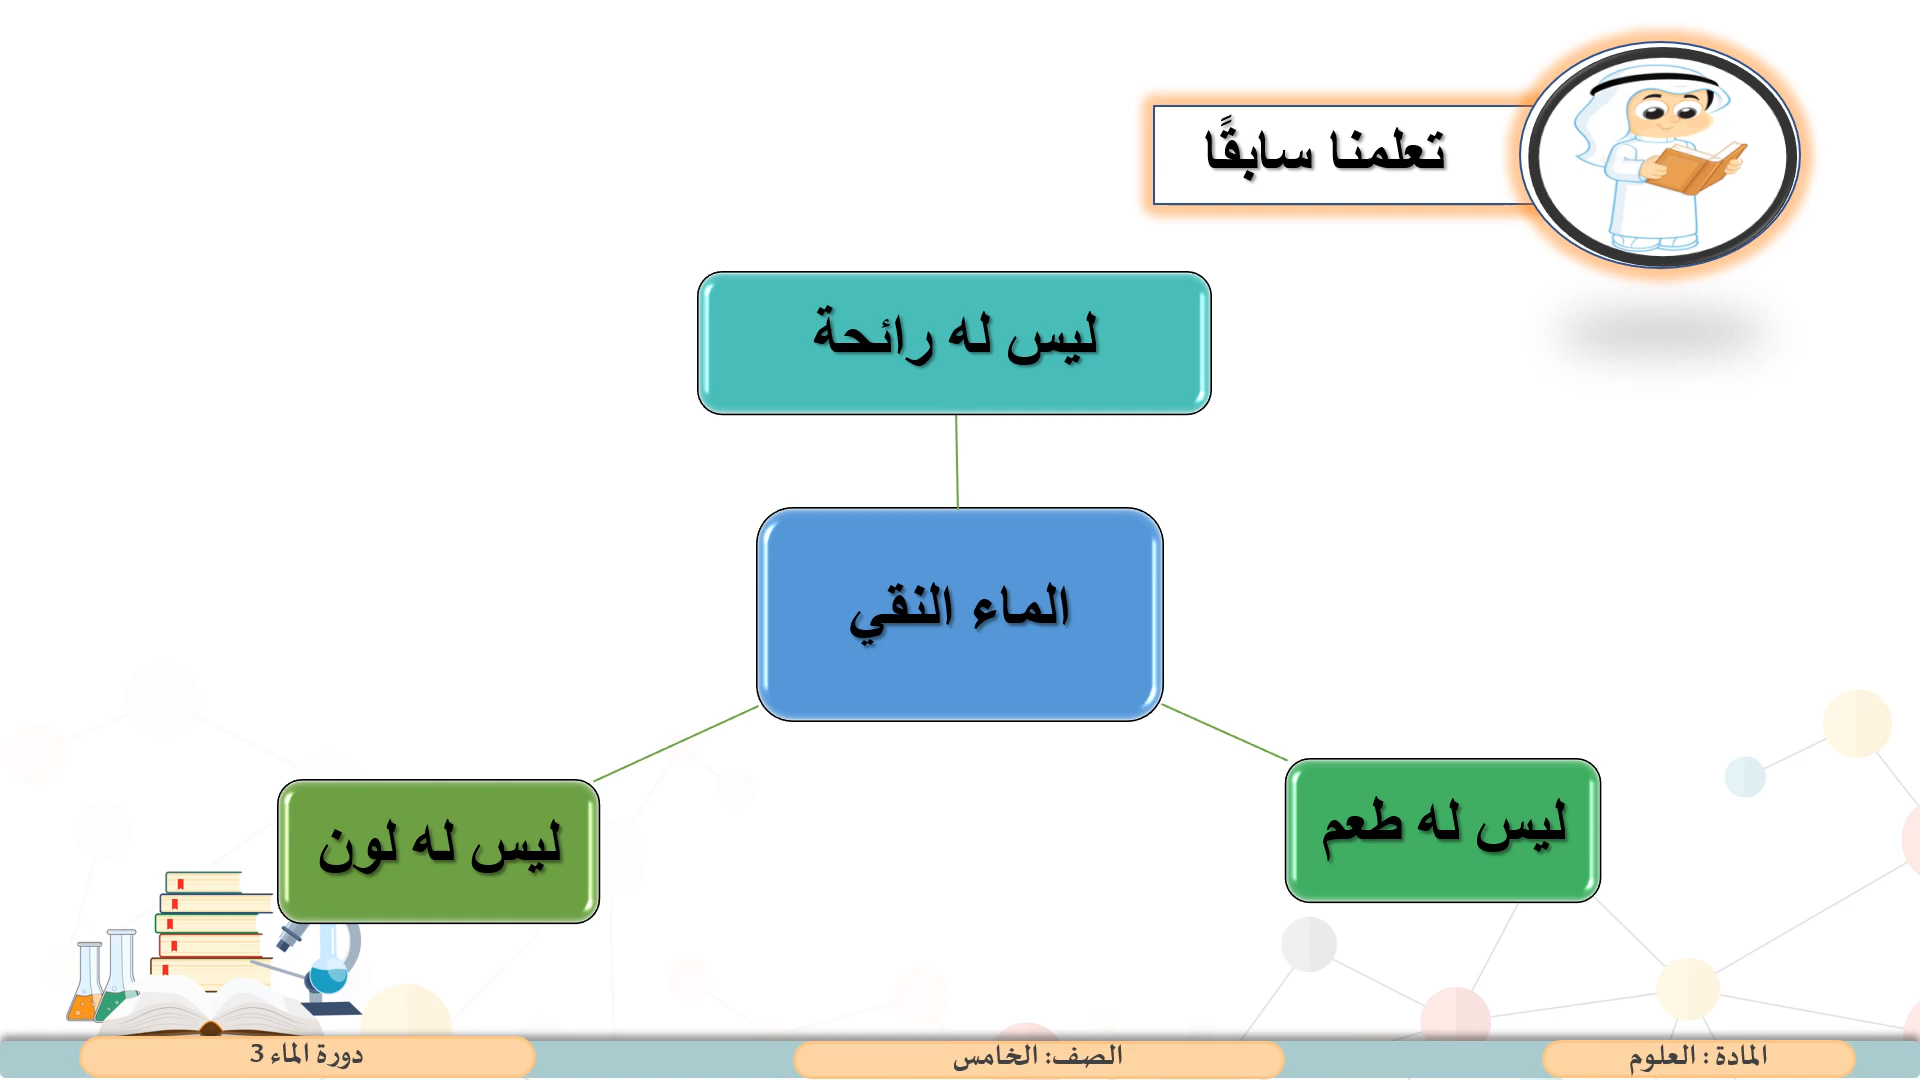 تعلمنا سابقًا
ليس له رائحة
الماء النقي
ليس له طعم
ليس له لون
المادة : العلوم
الصف: الخامس
دورة الماء 3